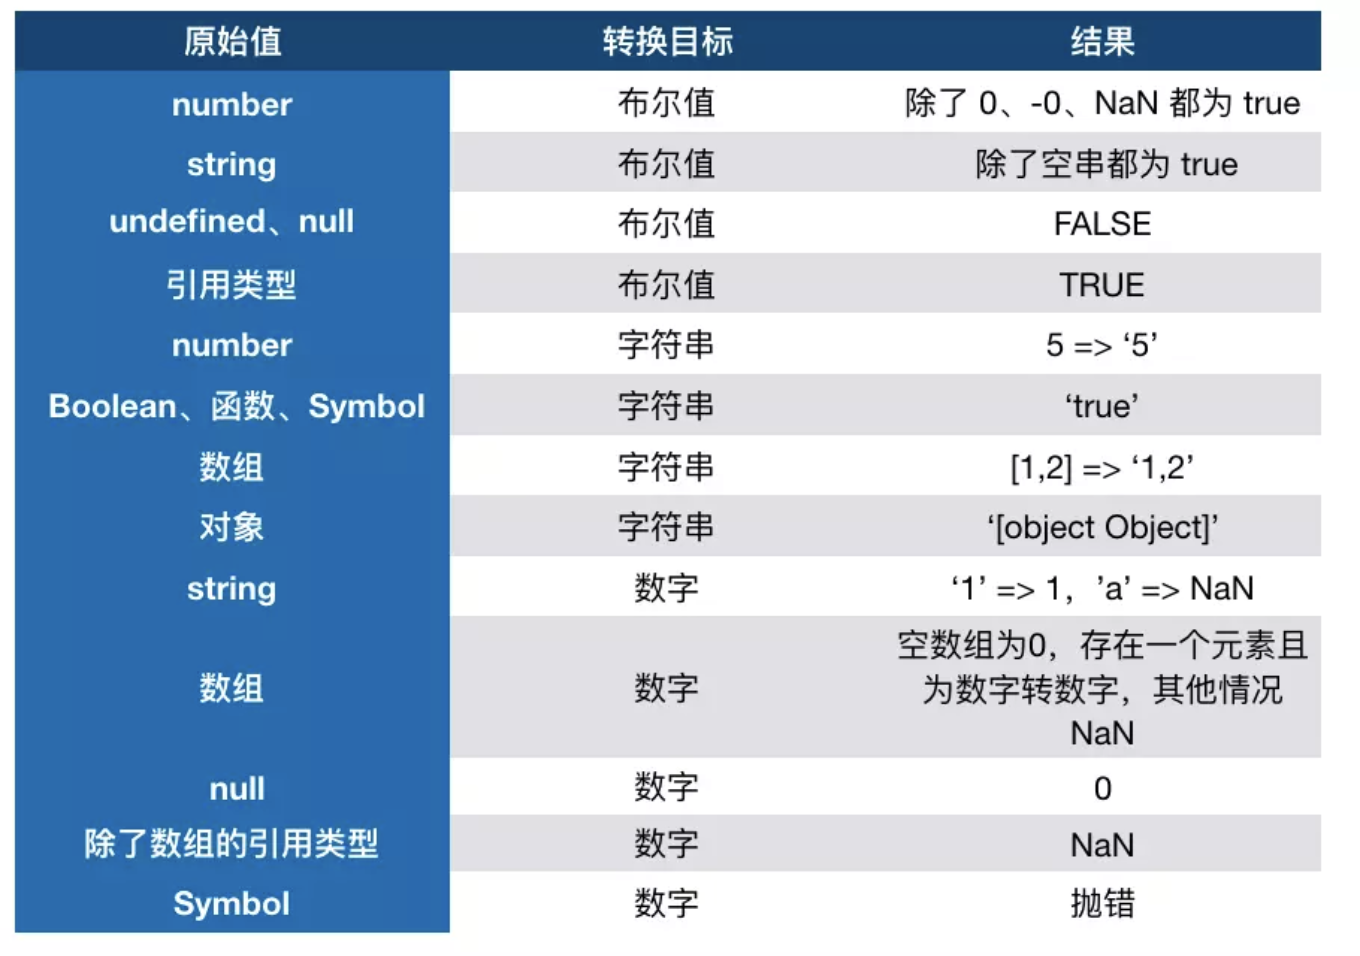 原始值 转换目标 结果
number 布尔值 除了 0、-0、NaN 都为 true
string 布尔值 除了空串都为 true
undefined、null 布尔值 FALSE
引用类型 布尔值 TRUE
number 字符串 5 => ‘5’
Boolean、函数、Symbol 字符串 ‘true’
数组 字符串 [1,2] => ‘1,2’
对象 字符串 ‘[object Object]’
string 数字 ‘1’ => 1，’a’ => NaN
数组 数字 空数组为0，存在一个元素且
为数字转数字，其他情况
NaN
null 数字 0
除了数组的引用类型 数字 NaN
Symbol 数字 抛错